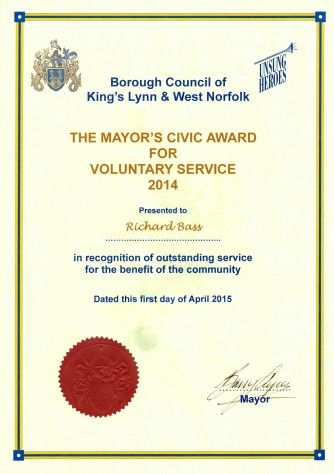 UNSUNG
HEROES
Borough Council of
King's Lynn & West Norfolk
THE MAYOR'S CIVIC AWARD
FOR
VOLUNTARY SERVICE
2014
Presented to
Richard Bass
in recognition of outstanding service
for the benefit of the community
Dated this first day of April 2015
Mayor